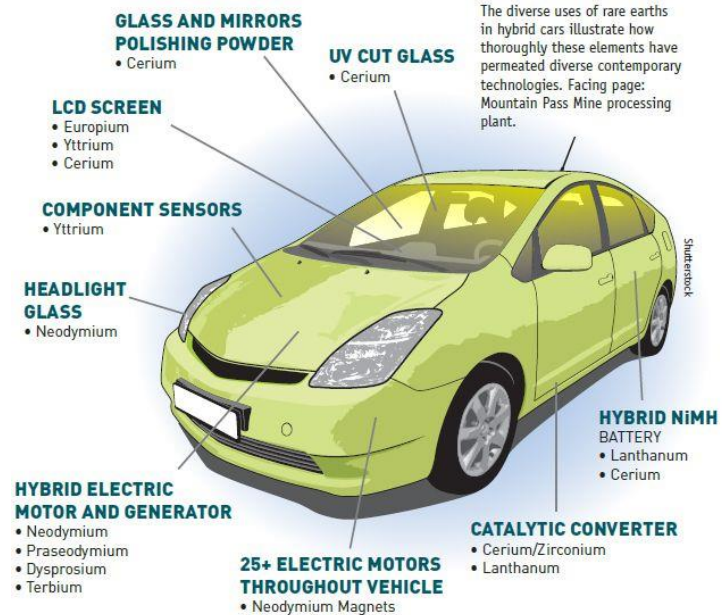 GLASS AND MIRRORS
POLISHING POWDER
• Cerium
UV CUT GLASS
• Cerium
The diverse uses of rare earths
in hybrid cars illustrate how
thoroughly these elements have
permeated diverse contemporary
technologies. Facing page:
Mountain Pass Mine processing
plant.
LCD SCREEN
• Europium
• Yttrium
• Cerium
COMPONENT SENSORS
• Yttrium
HEADLIGHT
GLASS
• Neodymium
Shutterstock
HYBRID NiMH
BATTERY
• Lanthanum
• Cerium
HYBRID ELECTRIC
MOTOR AND GENERATOR
• Neodymium
• Praseodymium
• Dysprosium
• Terbium
25+ ELECTRIC MOTORS
THROUGHOUT VEHICLE
• Neodymium Magnets
CATALYTIC CONVERTER
• Cerium/Zirconium
• Lanthanum